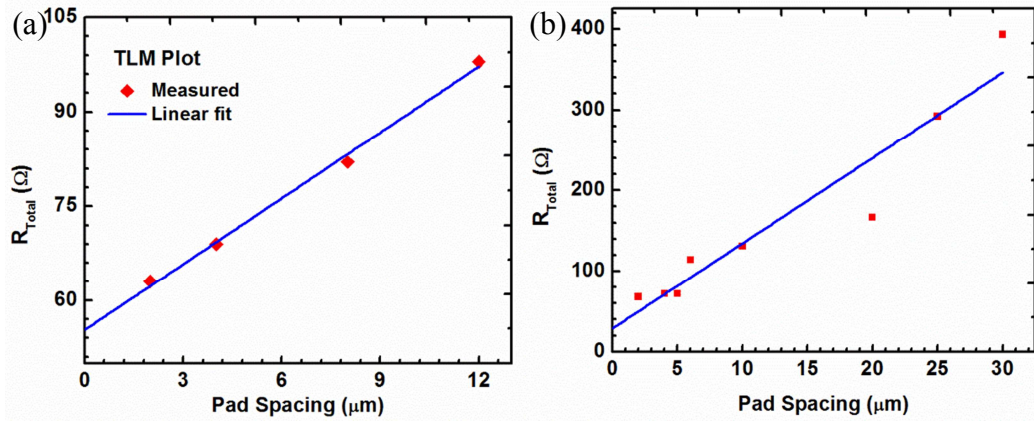 (a)
105
90
75
60
R_Total (Ω)
TLM Plot
Measured
Linear fit
0 3 6 9 12
Pad Spacing (μm)
(b)
400
300
200
100
0
R_Total (Ω)
0 5 10 15 20 25 30
Pad Spacing (μm)